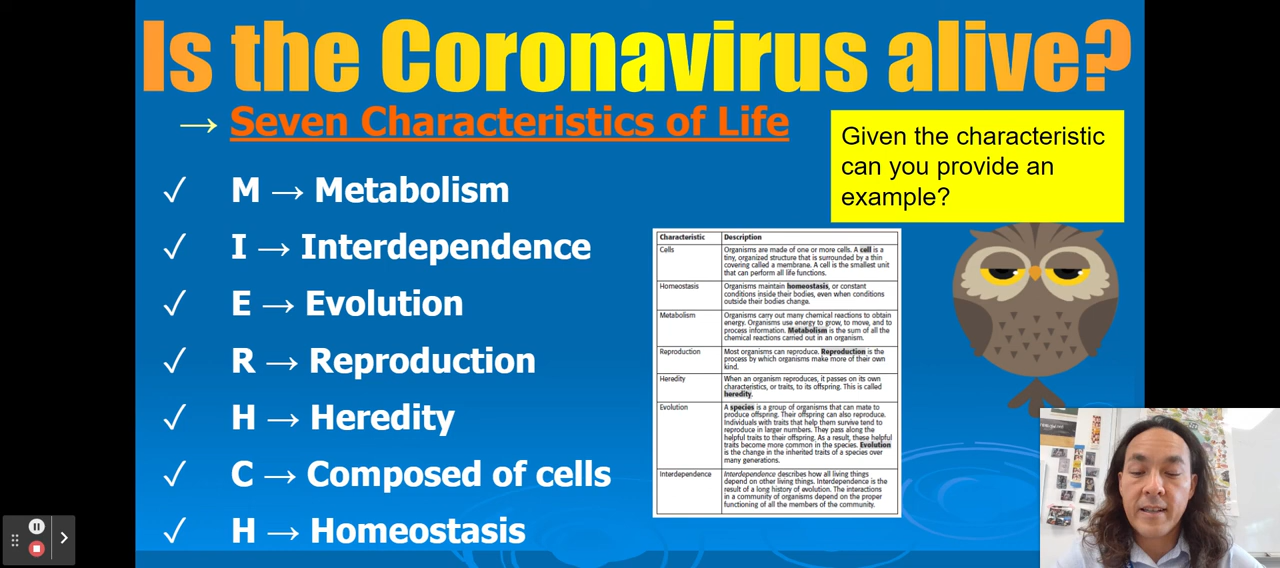 Is the Coronavirus alive?
→ Seven Characteristics of Life
Given the characteristic
can you provide an
example?
✓ M → Metabolism
✓ I → Interdependence
✓ E → Evolution
✓ R → Reproduction
✓ H → Heredity
✓ C → Composed of cells
✓ H → Homeostasis
Characteristic Description
Cells Organisms are made of one or more cells. A cell is a
tiny, organized structure that is surrounded by a thin
covering called a membrane. A cell is the smallest unit
that can perform all life functions.
Homeostasis Organisms maintain homeostasis, or constant
conditions inside their bodies, even when conditions
outside their bodies change.
Metabolism Organisms carry out many chemical reactions to obtain
energy. Organisms use energy to grow, to move, and to
process information. Metabolism is the sum of all the
chemical reactions carried out in an organism.
Reproduction Most organisms can reproduce. Reproduction is the
process by which organisms make more of their own
kind.
Heredity When an organism reproduces, it passes on its own
characteristics, or traits, to its offspring. This is called
heredity.
Evolution A species is a group of organisms that can mate to
produce offspring. Their offspring can also reproduce.
Individuals with traits that help them survive tend to
reproduce in larger numbers. They pass along the
helpful traits to their offspring. As a result, these helpful
traits become more common in the species. Evolution
is the change in the inherited traits of a species over
many generations.
Interdependence Interdependence describes how all living things
depend on other living things. Interdependence is the
result of a long history of evolution. The interactions
in a community of organisms depend on the proper
functioning of all the members of the community.